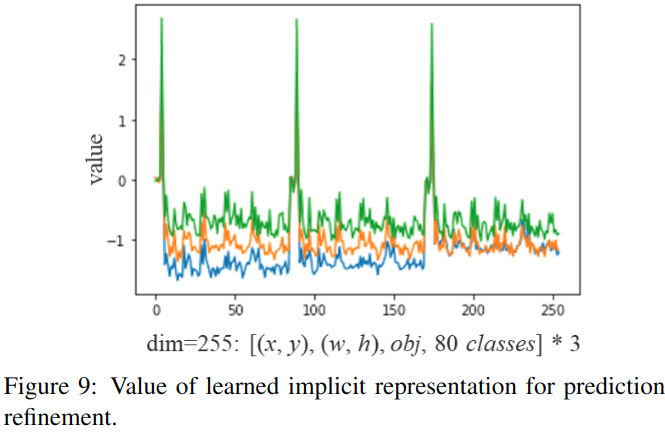 2
1
0
−1
value
0 50 100 150 200 250
dim=255: [(x, y), (w, h), obj, 80 classes] * 3
Figure 9: Value of learned implicit representation for prediction
refinement.